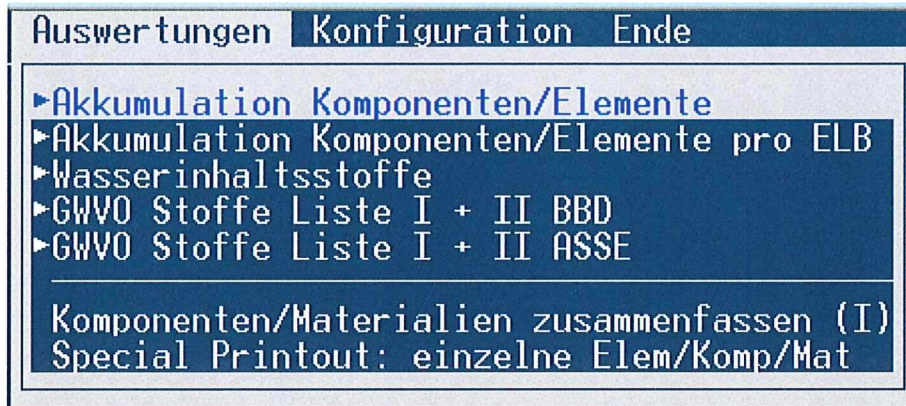 Auswertungen Konfiguration Ende
►Akkumulation Komponenten/Elemente
►Akkumulation Komponenten/Elemente pro ELB
►Wasserinhaltsstoffe
►GWVO Stoffe Liste I + II BBD
►GWVO Stoffe Liste I + II ASSE
Komponenten/Materialien zusammenfassen (I)
Special Printout: einzelne Elem/Komp/Mat